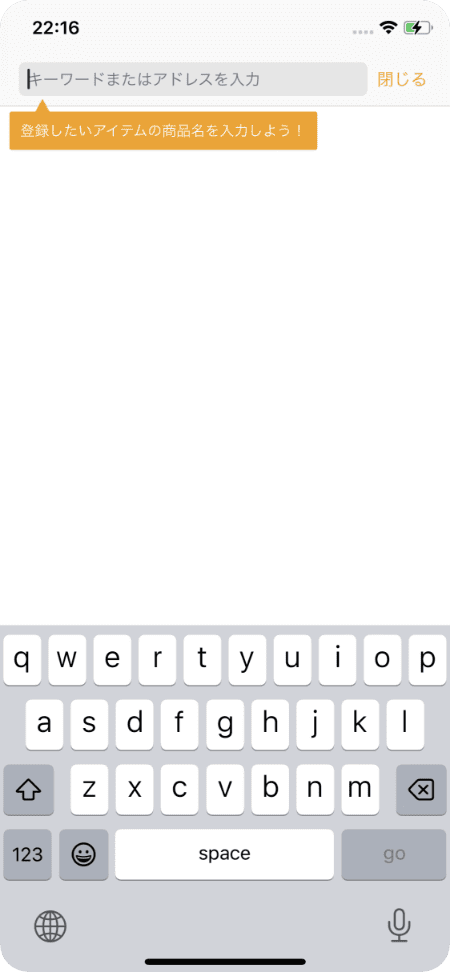 22:16
キーワードまたはアドレスを入力 閉じる
登録したいアイテムの商品名を入力しよう！
q w e r t y u i o p
a s d f g h j k l
z x c v b n m
123 space go